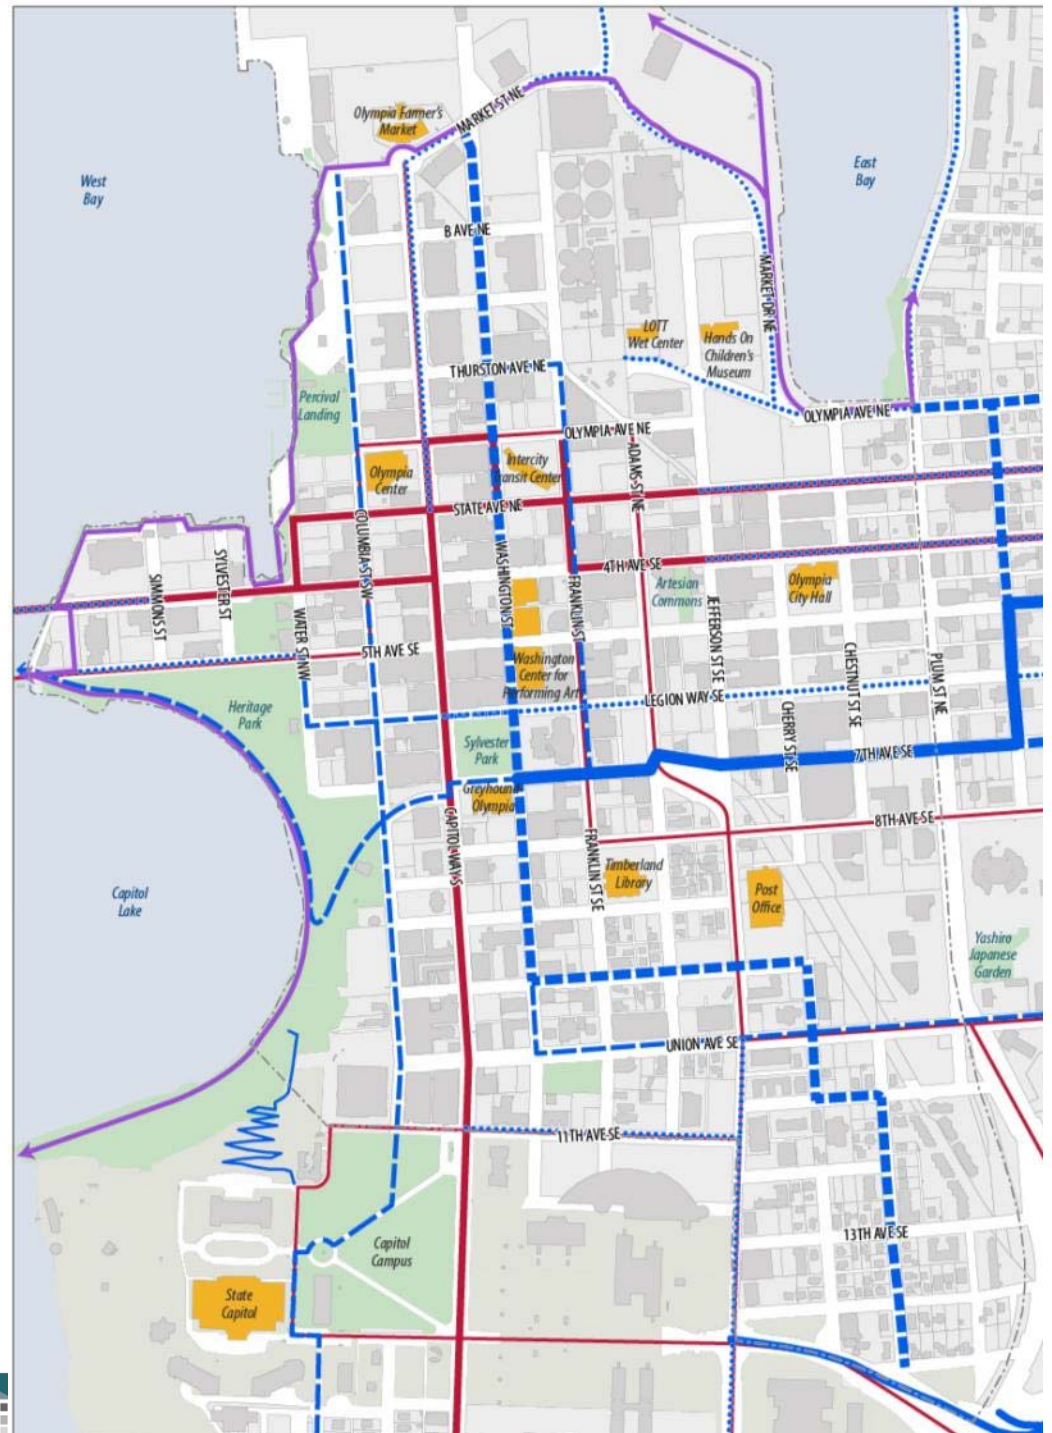 Olympia Farmer's
Market
MARKET ST NE
West
Bay
East
Bay
B AVE NE
MARKET DR NE
LOTT
Wet Center
Hands On
Children's
Museum
THURSTON AVE NE
Percival
Landing
OLYMPIA AVE NE
OLYMPIA AVE NE
ADAMS ST NE
Olympia
Center
Intercity
Transit Center
STATE AVE NE
COLUMBIA ST SW
WASHINGTON ST
FRANKLIN ST
4TH AVE SE
SYLVESTER ST
SIMMONS ST
WATER ST NW
Artesian
Commons
Olympia
City Hall
JEFFERSON ST SE
5TH AVE SE
Washington
Center for
Performing Arts
CHESTNUT ST SE
PLUM ST NE
LEGION WAY SE
CHERRY ST SE
Heritage
Park
Sylvester
Park
7TH AVE SE
Greyhound
Olympia
CAPITOL WAY S
8TH AVE SE
FRANKLIN ST SE
Timberland
Library
Post
Office
Capitol
Lake
Yashiro
Japanese
Garden
UNION AVE SE
11TH AVE SE
Capitol
Campus
13TH AVE SE
State
Capitol